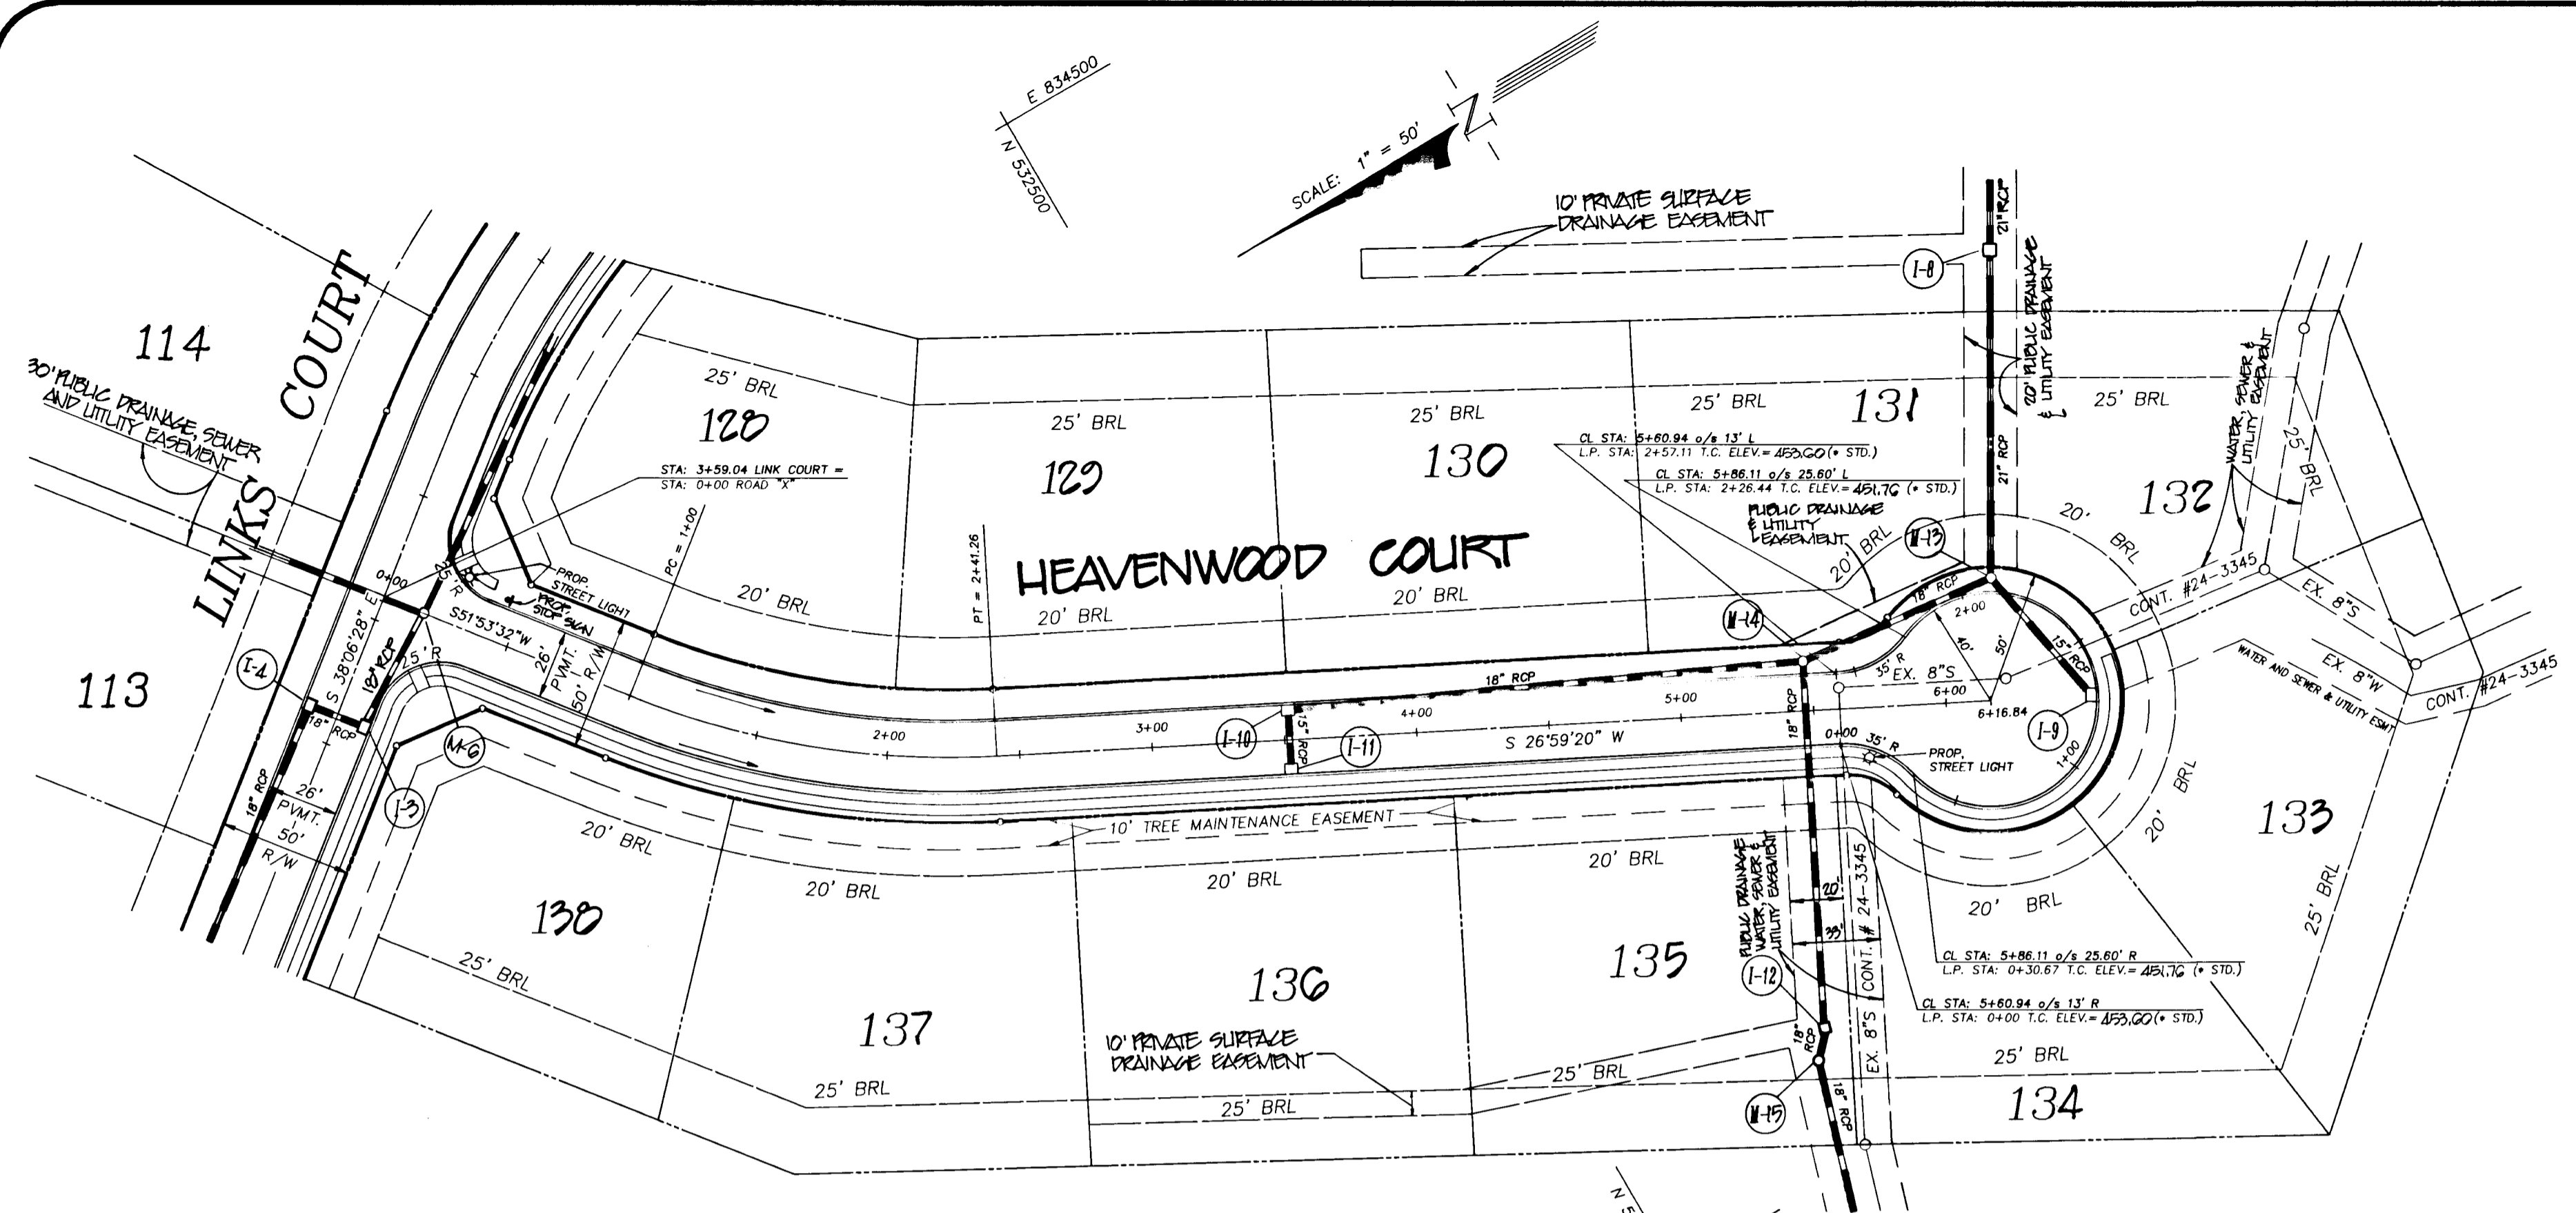 E 834500
N 532500
SCALE: 1" = 50'
N
10' PRIVATE SURFACE
DRAINAGE EASEMENT
21" RCP
I-8
20' PUBLIC DRAINAGE
& UTILITY EASEMENT
114
LINKS COURT
30' PUBLIC DRAINAGE, SEWER
AND UTILITY EASEMENT
25' BRL
128
STA: 3+59.04 LINK COURT =
STA: 0+00 ROAD "X"
25' BRL
129
25' BRL
130
25' BRL
131
CL STA: 5+60.94 o/s 13' L
L.P. STA: 2+57.11 T.C. ELEV.= 453.60 (* STD.)
CL STA: 5+86.11 o/s 25.60' L
L.P. STA: 2+26.44 T.C. ELEV.= 451.76 (* STD.)
PUBLIC DRAINAGE
& UTILITY
EASEMENT
21" RCP
25' BRL
132
WATER, SEWER &
UTILITY EASEMENT
25' BRL
20' BRL
M-13
20' BRL
HEAVENWOOD COURT
PC = 1+00
PT = 2+41.26
20' BRL
20' BRL
20' BRL
0+00
25' R
PROP.
STREET LIGHT
PROP.
STOP SIGN
S51°53'32"W
26'
PVMT.
50' R/W
S 38°06'28" E
18" RCP
25' R
I-4
18" RCP
113
M-6
I-3
18" RCP
26'
PVMT.
50'
R/W
2+00
3+00
4+00
5+00
6+00
6+16.84
18" RCP
I-10
15" RCP
I-11
S 26°59'20" W
M-14
18" RCP
18" RCP
2+00
35' R
40'
50'
15" RCP
EX. 8"S
0+00
35' R
PROP.
STREET LIGHT
I-9
1+00
CONT. #24-3345
EX. 8"S
EX. 8"W
CONT. #24-3345
WATER AND SEWER & UTILITY ESMT
10' TREE MAINTENANCE EASEMENT
20' BRL
20' BRL
20' BRL
20' BRL
20' BRL
20' BRL
133
25' BRL
138
25' BRL
137
25' BRL
136
10' PRIVATE SURFACE
DRAINAGE EASEMENT
25' BRL
135
25' BRL
PUBLIC DRAINAGE
WATER, SEWER &
UTILITY EASEMENT
20'
33'
EX. 8"S CONT. # 24-3345
I-12
18"
RCP
M-15
18" RCP
CL STA: 5+86.11 o/s 25.60' R
L.P. STA: 0+30.67 T.C. ELEV.= 451.76 (* STD.)
CL STA: 5+60.94 o/s 13' R
L.P. STA: 0+00 T.C. ELEV.= 453.60 (* STD.)
25' BRL
134